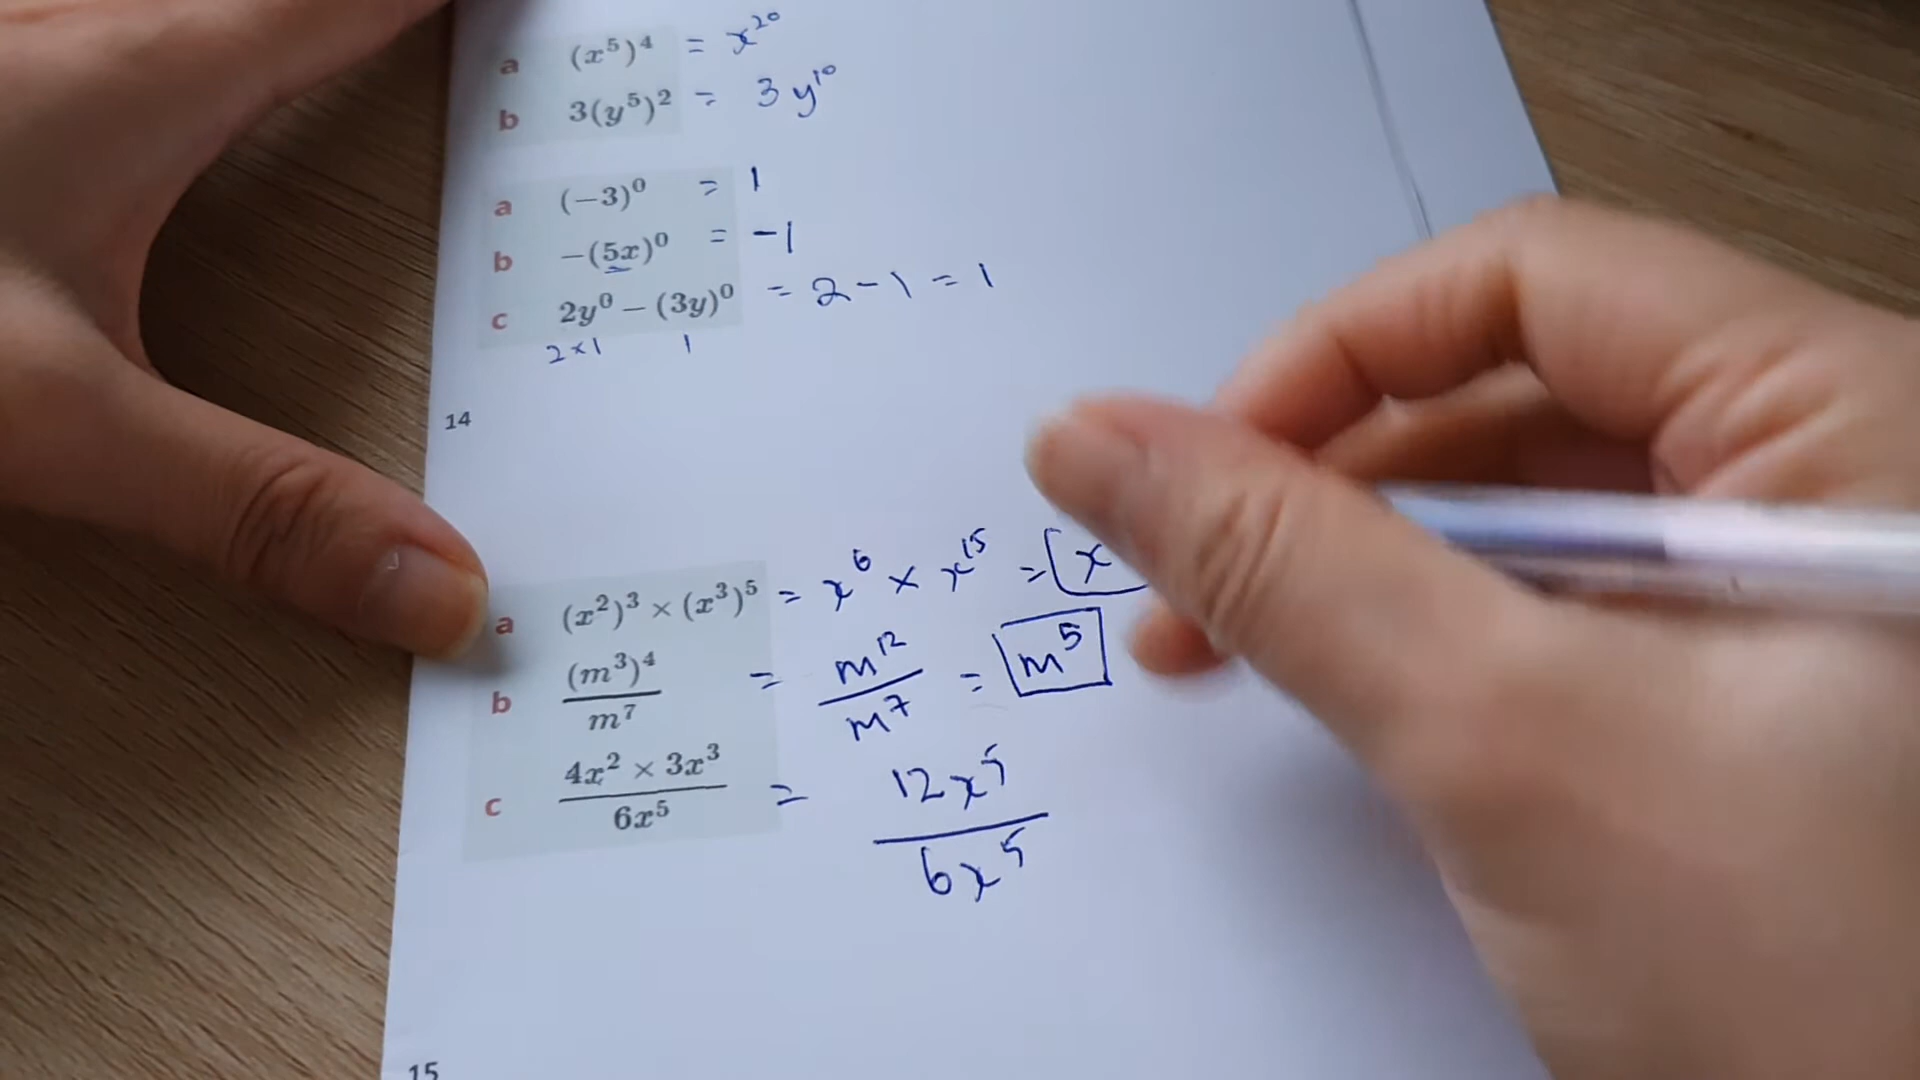 a (x⁵)⁴ = x²⁰
b 3(y⁵)² = 3y¹⁰
a (−3)⁰ = 1
b −(5x)⁰ = −1
c 2y⁰ − (3y)⁰ = 2 − 1 = 1
2×1 1
14
a (x²)³ × (x³)⁵ = x⁶ × x¹⁵ = x
b (m³)⁴ / m⁷ = m¹² / m⁷ = m⁵
c 4x² × 3x³ / 6x⁵ = 12x⁵ / 6x⁵
15